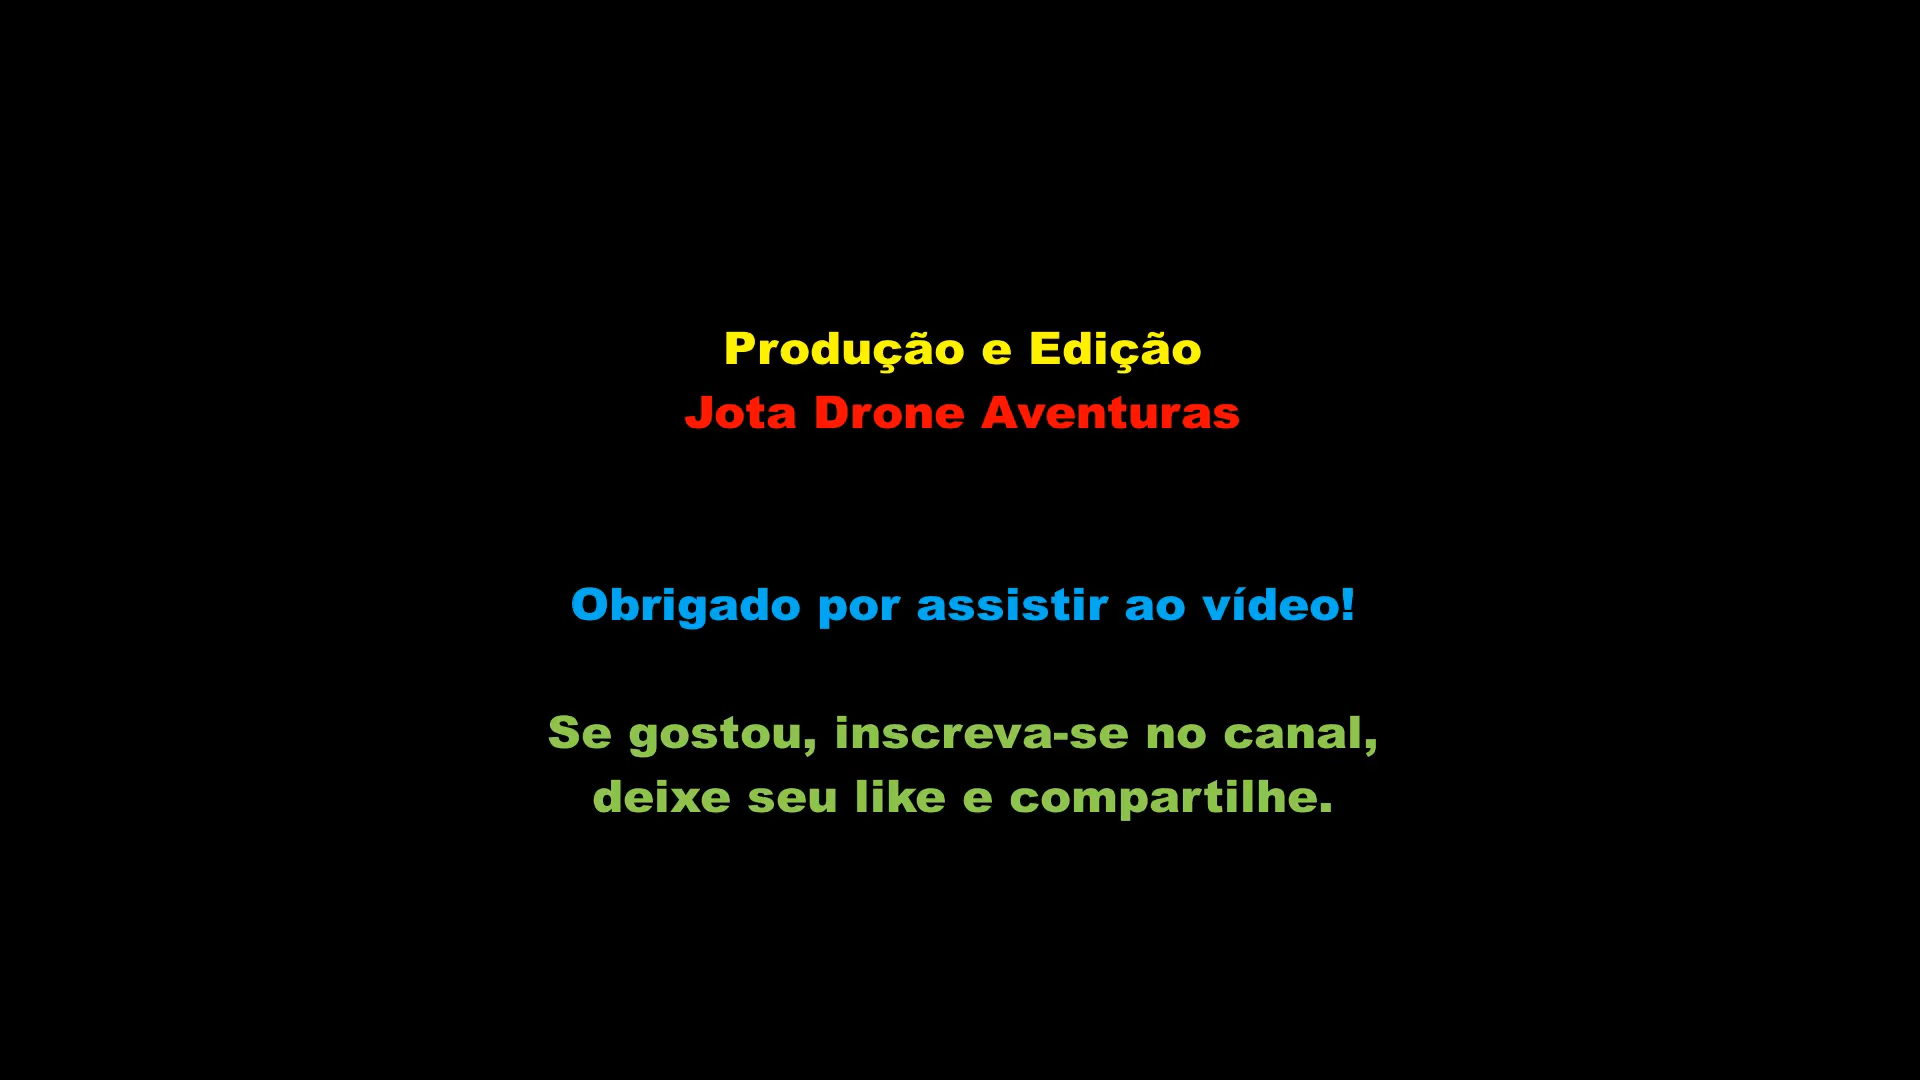 Produção e Edição
Jota Drone Aventuras
Obrigado por assistir ao vídeo!
Se gostou, inscreva-se no canal,
deixe seu like e compartilhe.